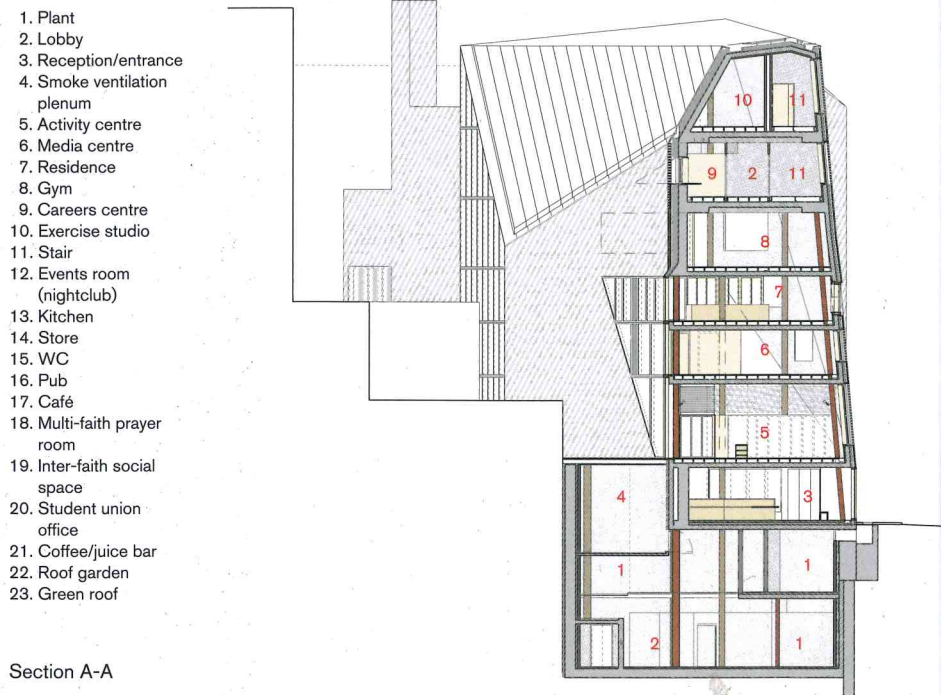 1. Plant
2. Lobby
3. Reception/entrance
4. Smoke ventilation
plenum
5. Activity centre
6. Media centre
7. Residence
8. Gym
9. Careers centre
10. Exercise studio
11. Stair
12. Events room
(nightclub)
13. Kitchen
14. Store
15. WC
16. Pub
17. Café
18. Multi-faith prayer
room
19. Inter-faith social
space
20. Student union
office
21. Coffee/juice bar
22. Roof garden
23. Green roof
Section A-A
10 11
9 2 11
8
7
6
5
4 3
1 1
2 1